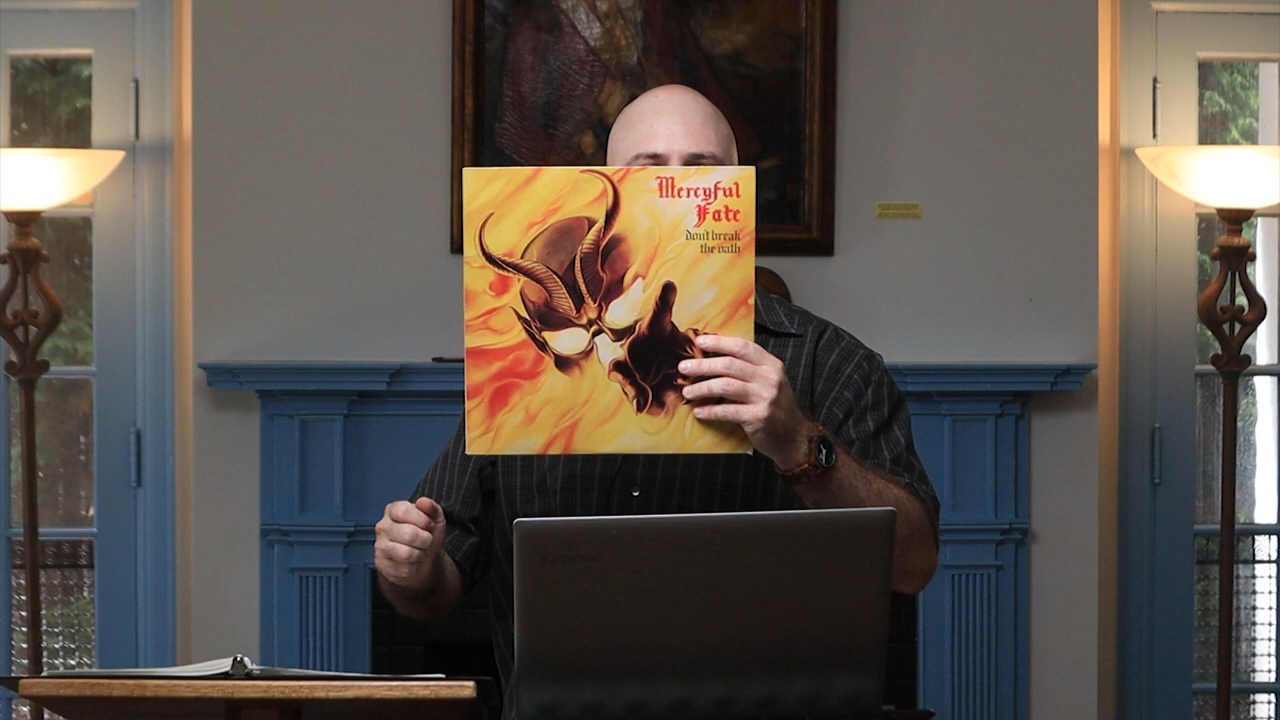 Mercyful
Fate
don't break
the oath